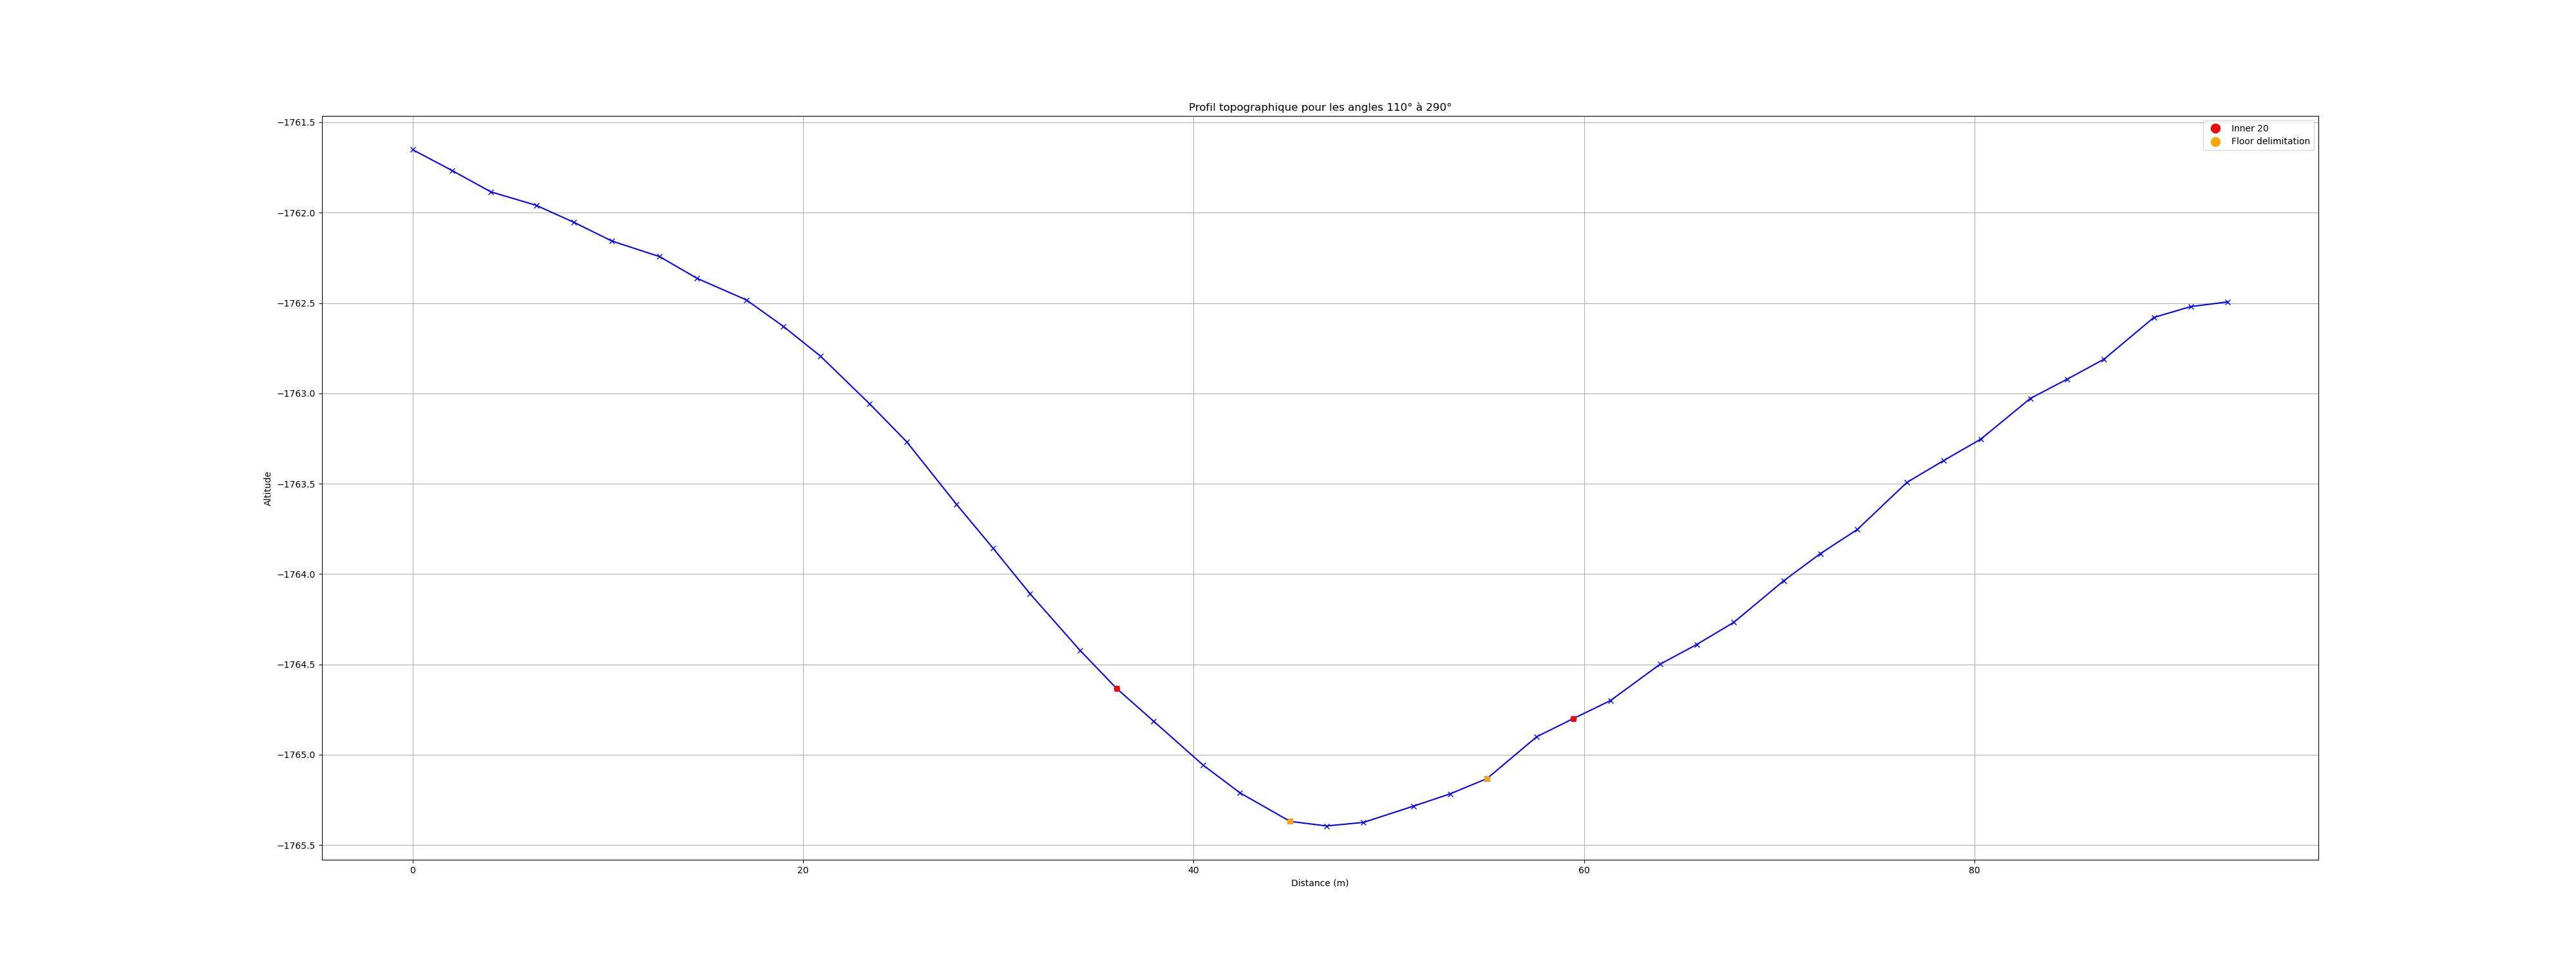 Profil topographique pour les angles 110° à 290°
Inner 20
Floor delimitation
Altitude
−1761.5
−1762.0
−1762.5
−1763.0
−1763.5
−1764.0
−1764.5
−1765.0
−1765.5
0 20 40 60 80
Distance (m)